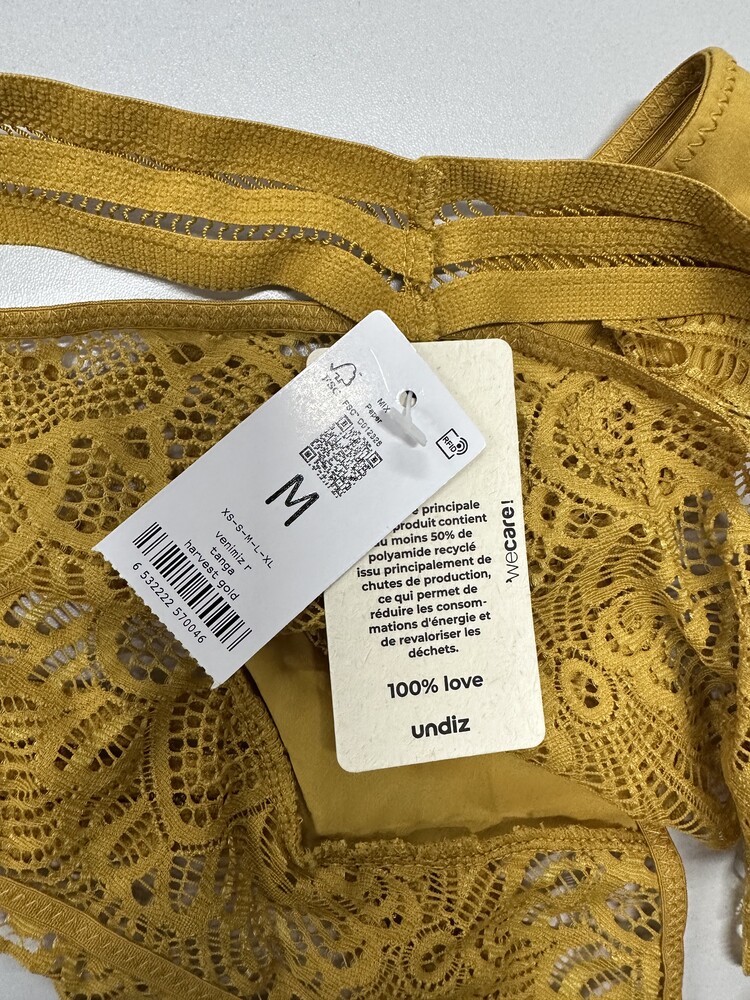 MIX
Paper
FSC® C012328
RFID
M
XS-S-M-L-XL
venimiz r
tanga
harvest gold
6 532222 570046
principale
produit contient
au moins 50% de
polyamide recyclé
issu principalement de
chutes de production,
ce qui permet de
réduire les consom-
mations d'énergie et
de revaloriser les
déchets.
wecare!
100% love
undiz